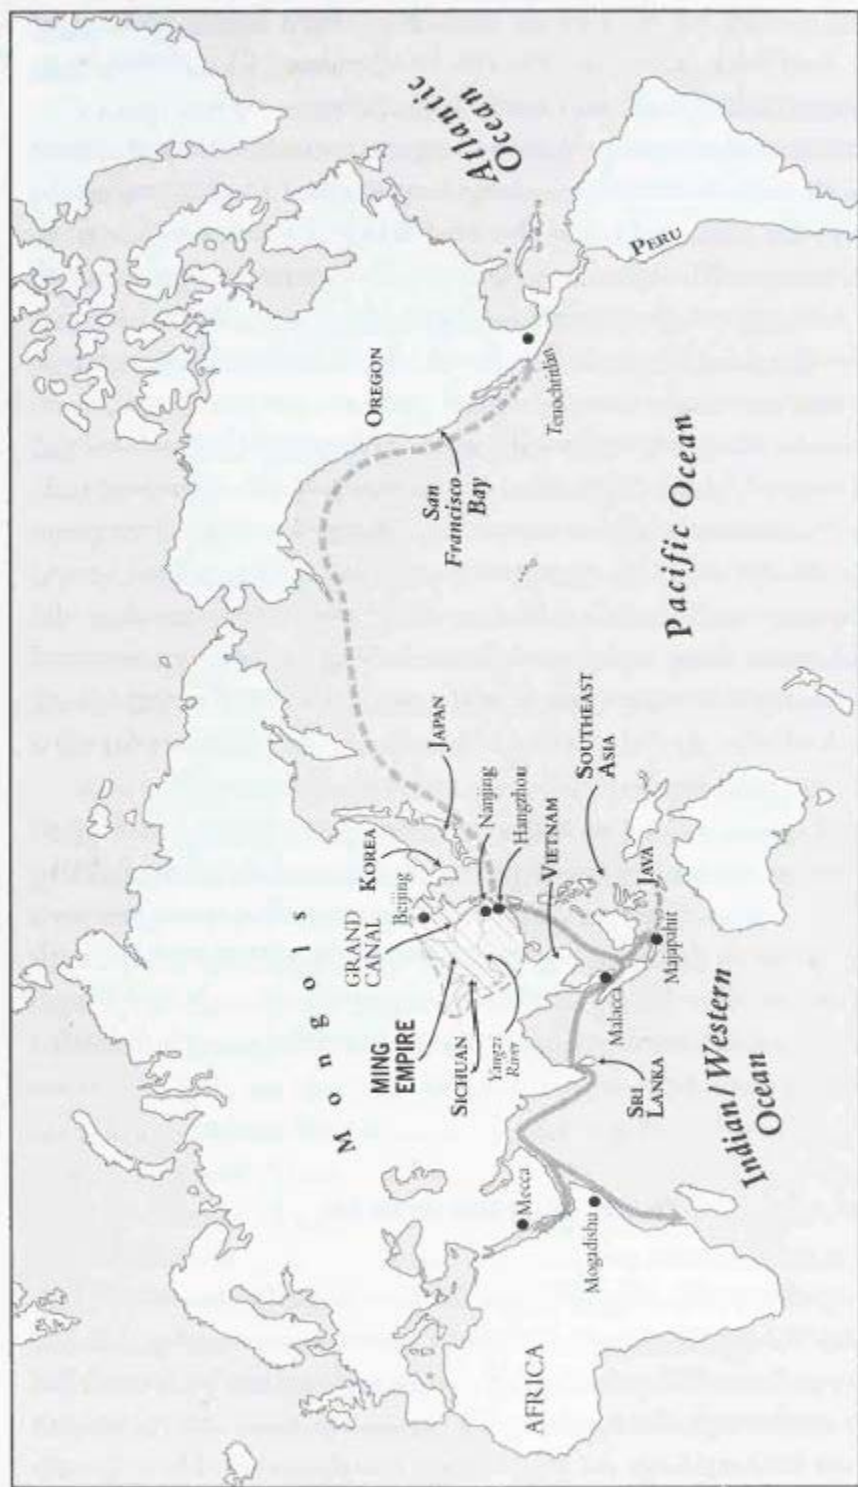 Atlantic
Ocean
PERU
OREGON
Tenochtitlán
San
Francisco
Bay
Pacific Ocean
Mongols
JAPAN
KOREA
Beijing
GRAND
CANAL
Nanjing
Hangzhou
VIETNAM
SOUTHEAST
ASIA
MING
EMPIRE
SICHUAN
Yangzi
River
JAVA
Majapahit
Malacca
SRI
LANKA
Indian/Western
Ocean
Mecca
Mogadishu
AFRICA